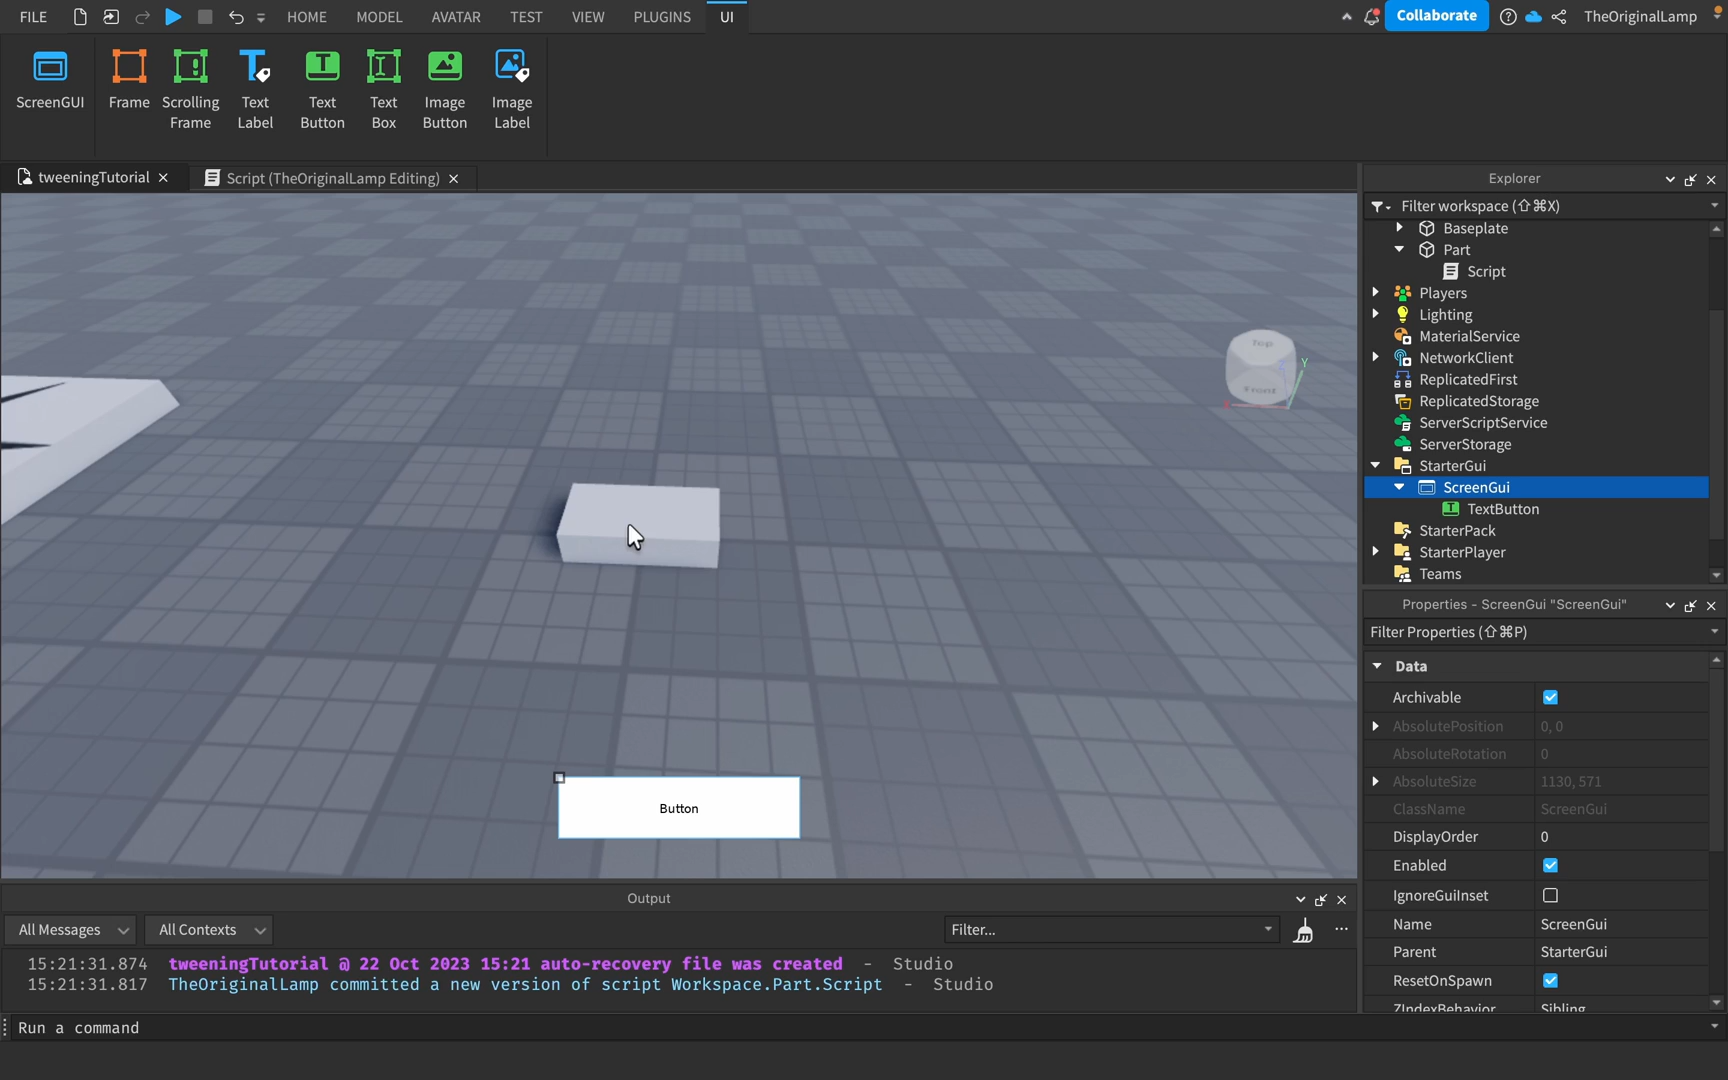 FILE HOME MODEL AVATAR TEST VIEW PLUGINS UI Collaborate TheOriginalLamp
ScreenGUI
Frame
Scrolling
Frame
Text
Label
Text
Button
Text
Box
Image
Button
Image
Label
tweeningTutorial
Script (TheOriginalLamp Editing)
Top
Front
X
Y
Z
Button
Explorer
Filter workspace (⇧⌘X)
Baseplate
Part
Script
Players
Lighting
MaterialService
NetworkClient
ReplicatedFirst
ReplicatedStorage
ServerScriptService
ServerStorage
StarterGui
ScreenGui
TextButton
StarterPack
StarterPlayer
Teams
Properties - ScreenGui "ScreenGui"
Filter Properties (⇧⌘P)
Data
Archivable
AbsolutePosition 0, 0
AbsoluteRotation 0
AbsoluteSize 1130, 571
ClassName ScreenGui
DisplayOrder 0
Enabled
IgnoreGuiInset
Name ScreenGui
Parent StarterGui
ResetOnSpawn
ZIndexBehavior Sibling
Output
All Messages All Contexts Filter... ...
15:21:31.874 tweeningTutorial @ 22 Oct 2023 15:21 auto-recovery file was created - Studio
15:21:31.817 TheOriginalLamp committed a new version of script Workspace.Part.Script - Studio
Run a command